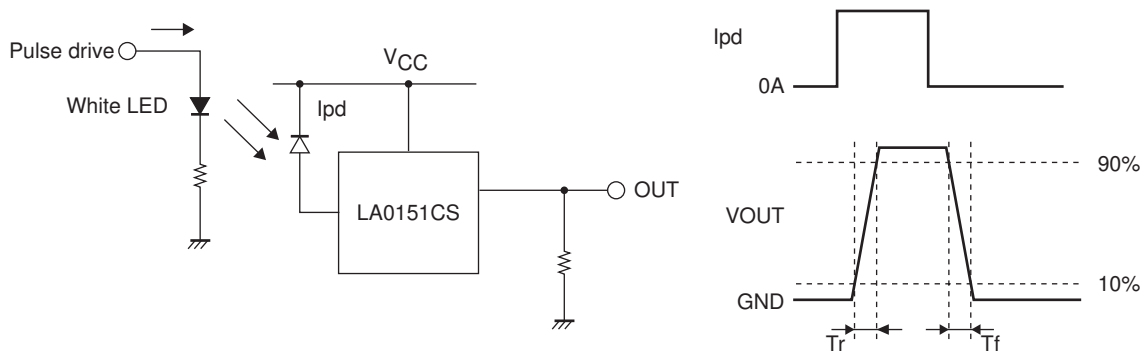 Pulse drive
White LED
VCC
Ipd
LA0151CS
OUT
Ipd
0A
90%
VOUT
10%
GND
Tr
Tf